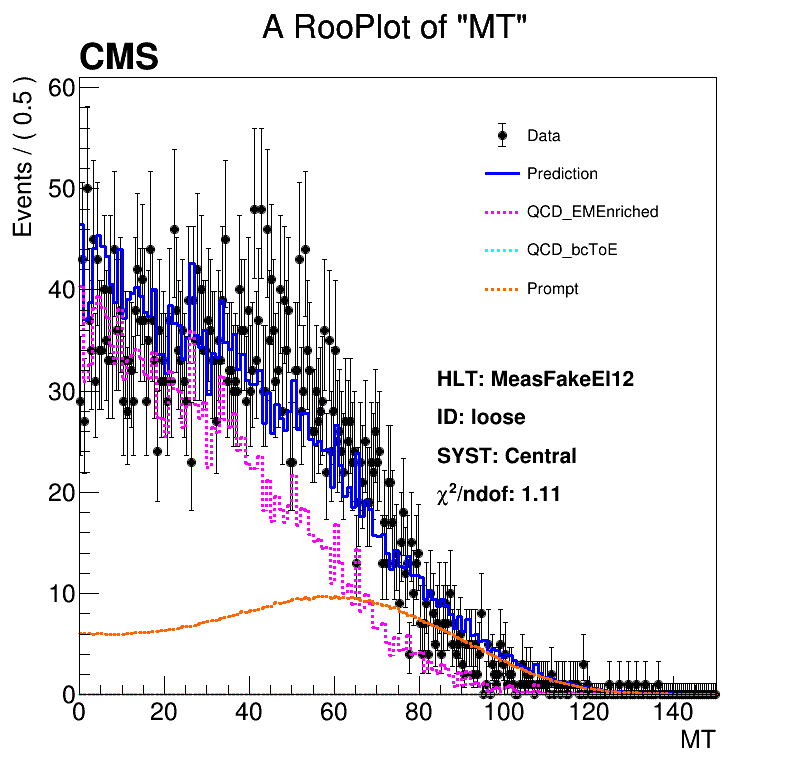 A RooPlot of "MT"
CMS
Events / ( 0.5 )
60
50
40
30
20
10
0
Data
Prediction
QCD_EMEnriched
QCD_bcToE
Prompt
HLT: MeasFakeEl12
ID: loose
SYST: Central
χ²/ndof: 1.11
0 20 40 60 80 100 120 140
MT